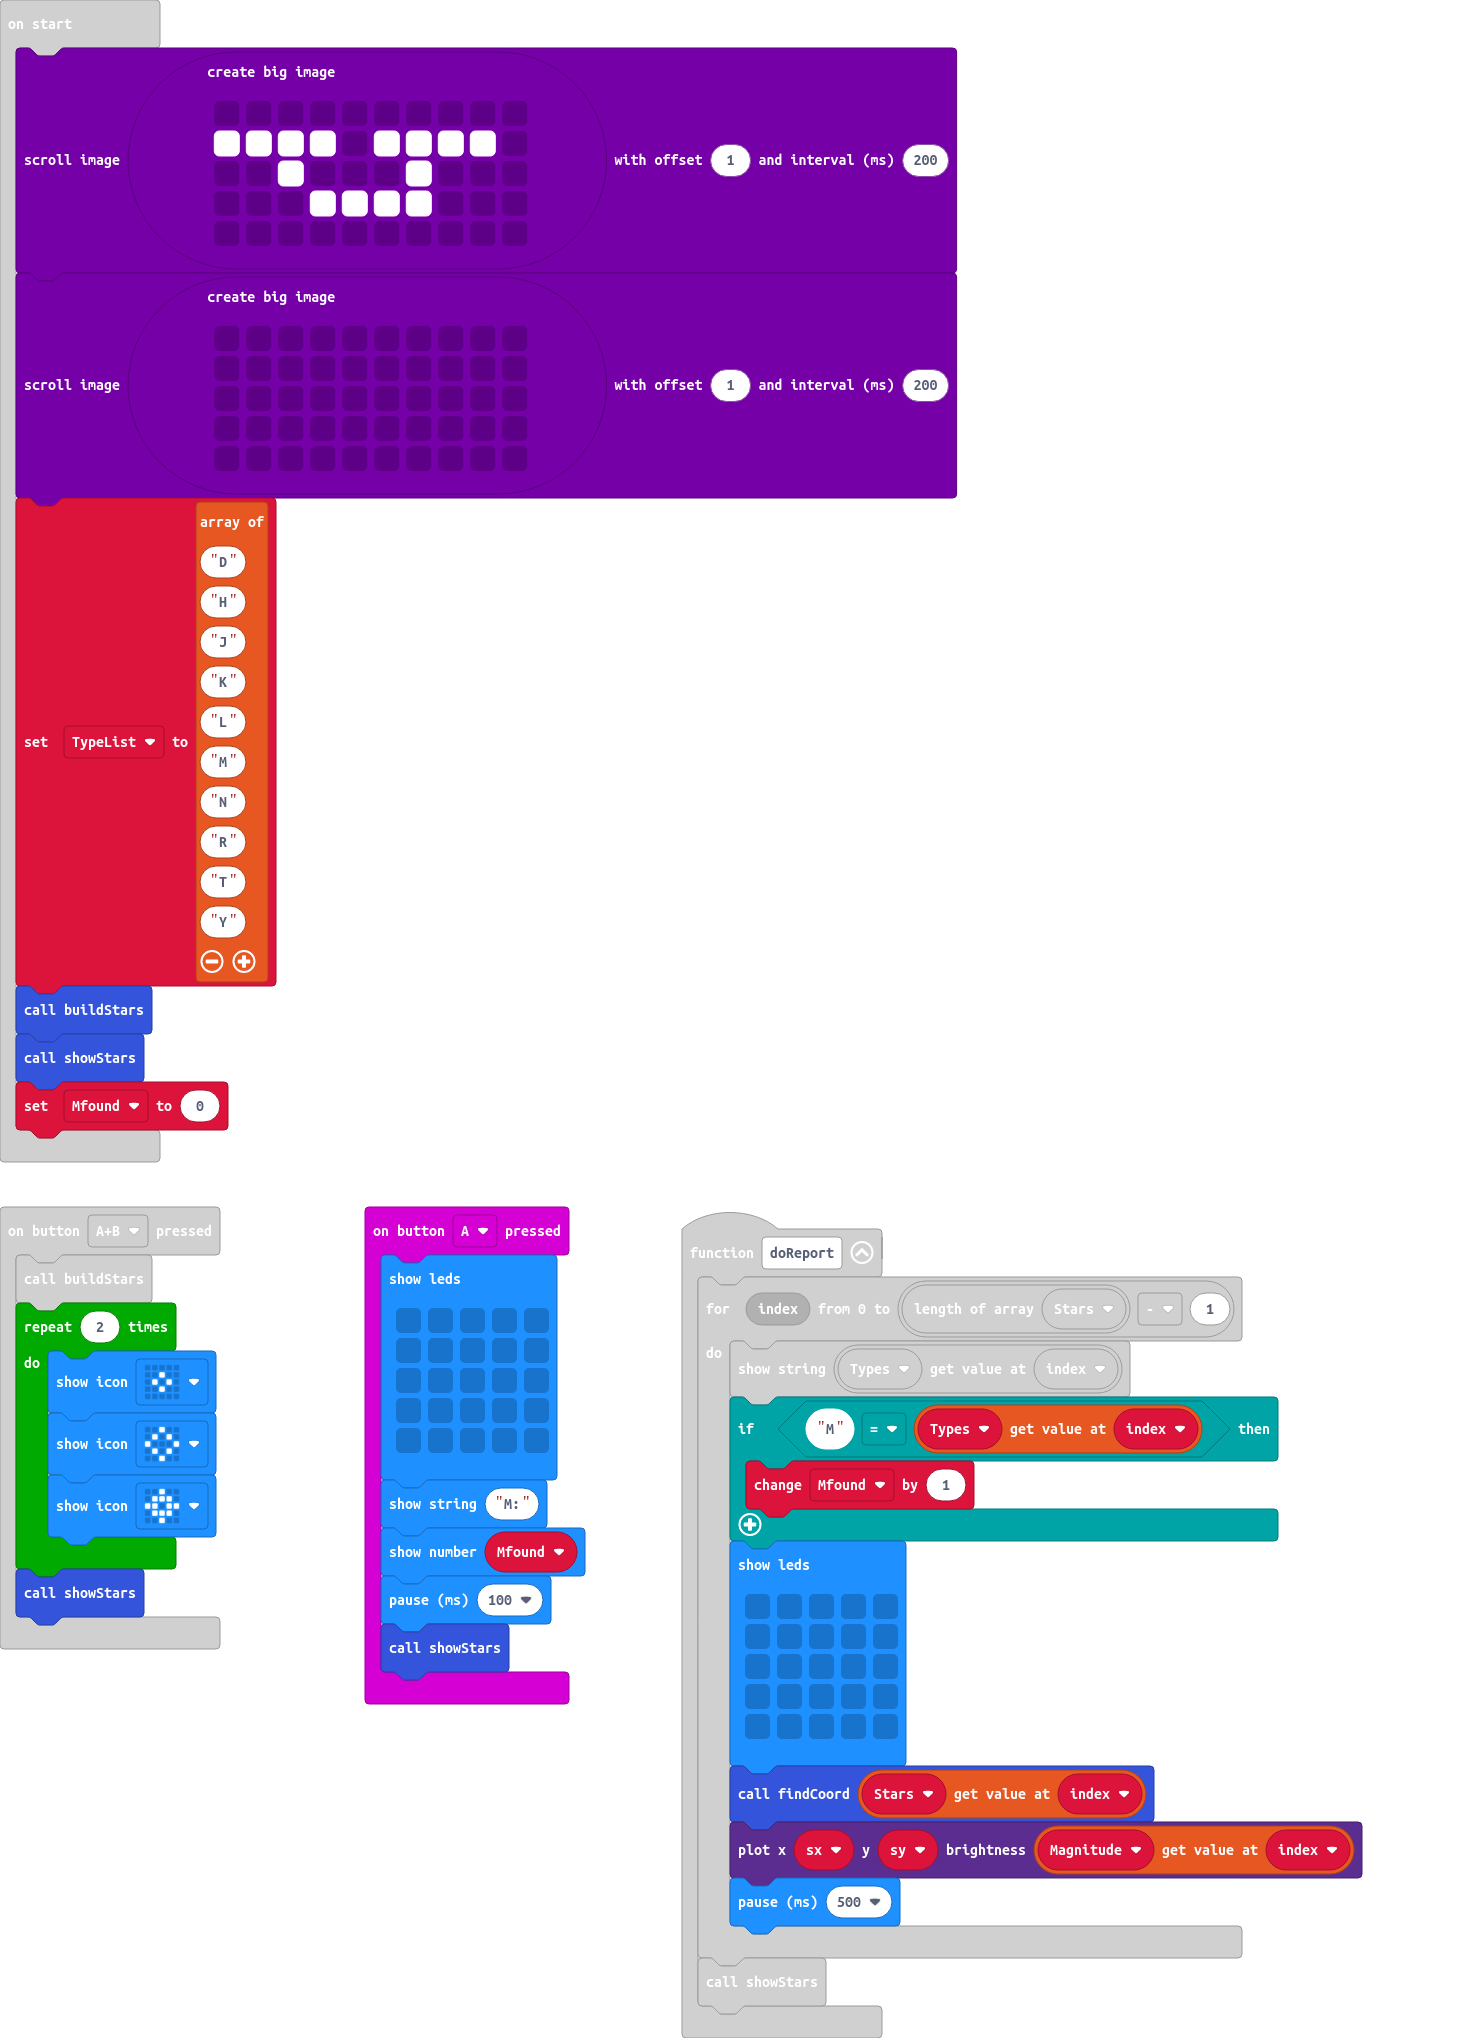 on start
create big image
scroll image with offset 1 and interval (ms) 200
create big image
scroll image with offset 1 and interval (ms) 200
array of
"D"
"H"
"J"
"K"
"L"
set TypeList to "M"
"N"
"R"
"T"
"Y"
call buildStars
call showStars
set Mfound to 0
on button A+B pressed
call buildStars
repeat 2 times
do
show icon
show icon
show icon
call showStars
on button A pressed
show leds
show string "M:"
show number Mfound
pause (ms) 100
call showStars
function doReport
for index from 0 to length of array Stars - 1
do
show string Types get value at index
if "M" = Types get value at index then
change Mfound by 1
show leds
call findCoord Stars get value at index
plot x sx y sy brightness Magnitude get value at index
pause (ms) 500
call showStars